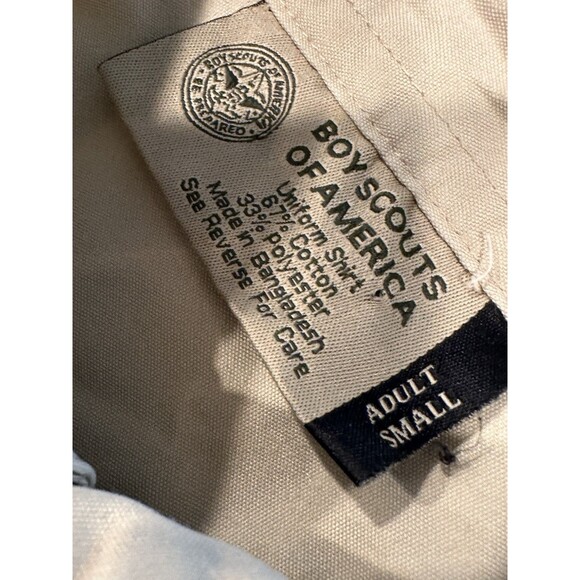 BOY SCOUTS OF AMERICA
BE PREPARED
BOY SCOUTS
OF AMERICA
Uniform Shirt
67% Cotton
33% Polyester
Made in Bangladesh
See Reverse For Care
ADULT
SMALL